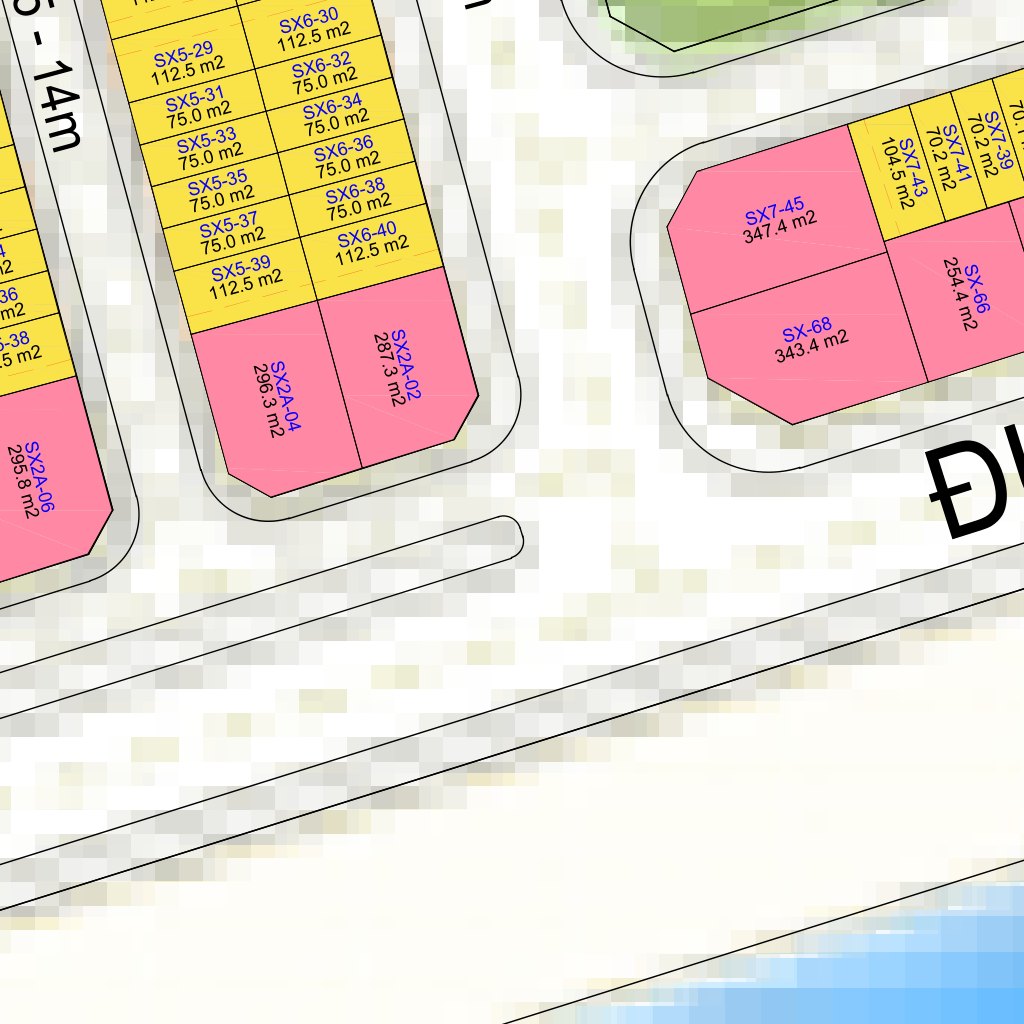 14m
SX5-29
112.5 m2
SX5-31
75.0 m2
SX5-33
75.0 m2
SX5-35
75.0 m2
SX5-37
75.0 m2
SX5-39
112.5 m2
SX6-30
112.5 m2
SX6-32
75.0 m2
SX6-34
75.0 m2
SX6-36
75.0 m2
SX6-38
75.0 m2
SX6-40
112.5 m2
SX2A-04
296.3 m2
SX2A-02
287.3 m2
SX2A-06
295.8 m2
SX7-45
347.4 m2
SX-68
343.4 m2
SX-66
254.4 m2
SX7-43
104.5 m2
SX7-41
70.2 m2
SX7-39
70.2 m2